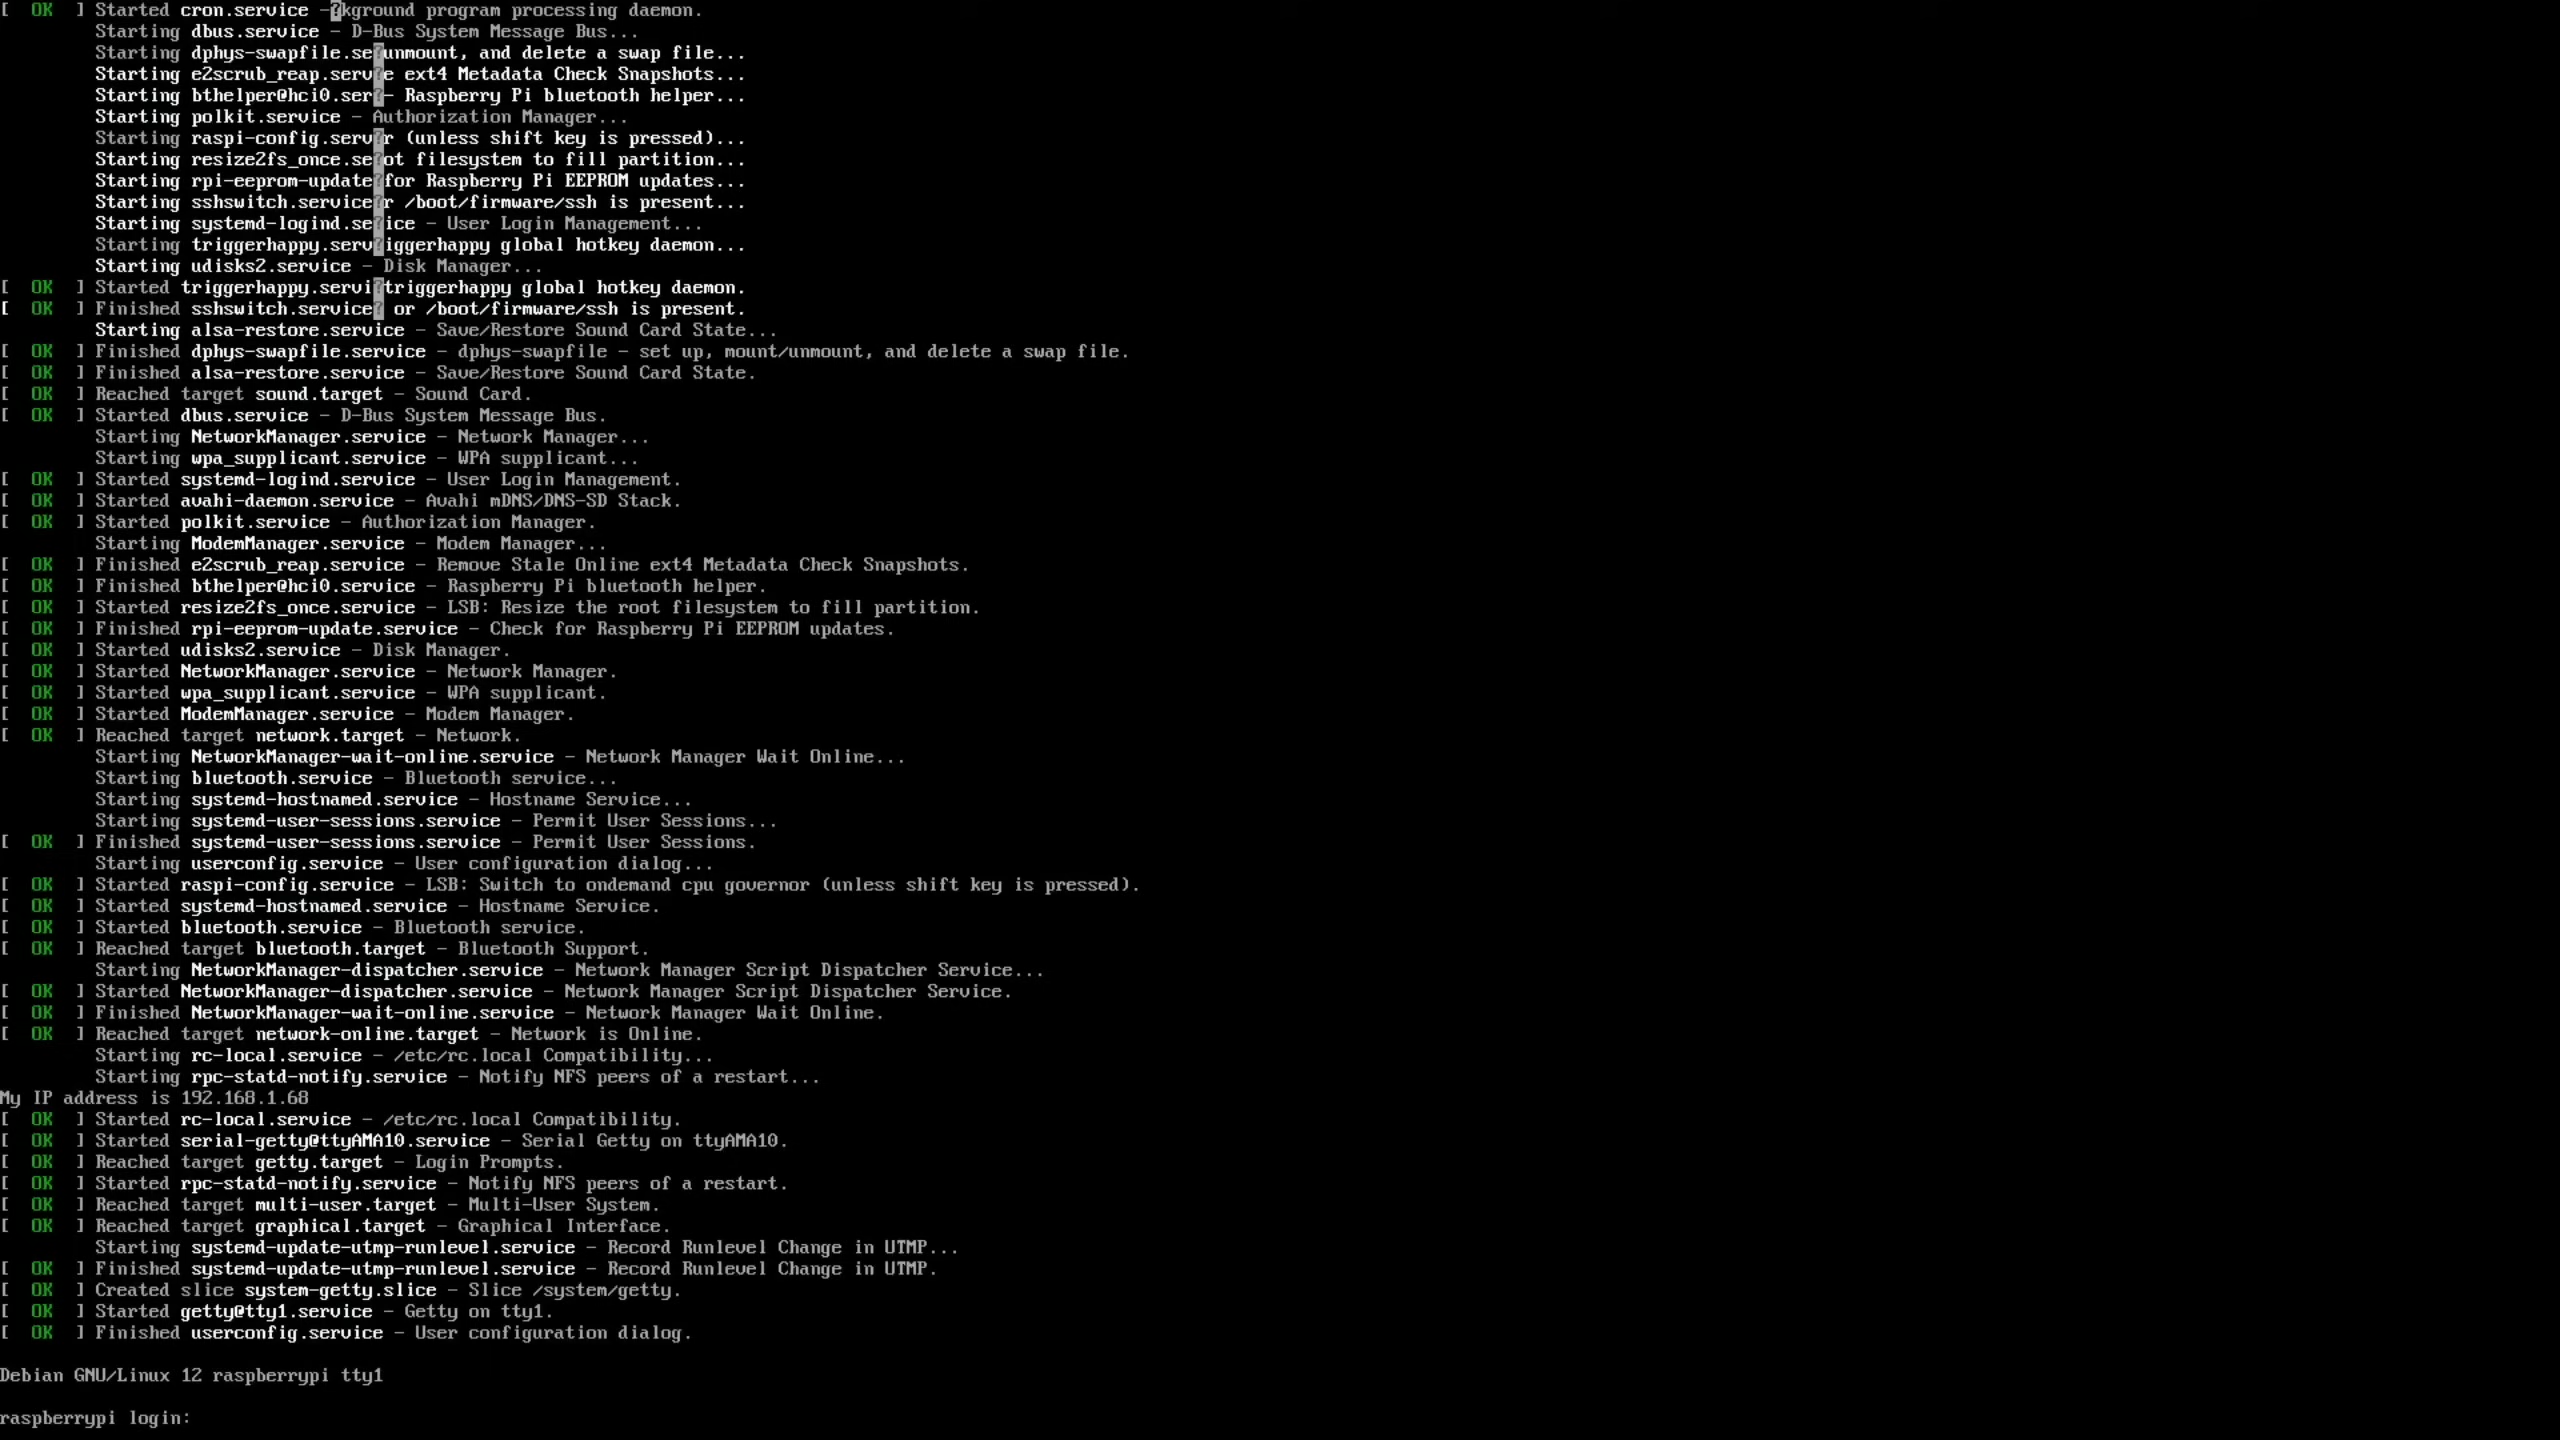 [  OK  ] Started cron.service -?kground program processing daemon.
         Starting dbus.service - D-Bus System Message Bus...
         Starting dphys-swapfile.se?unmount, and delete a swap file...
         Starting e2scrub_reap.serv?e ext4 Metadata Check Snapshots...
         Starting bthelper@hci0.ser?- Raspberry Pi bluetooth helper...
         Starting polkit.service - Authorization Manager...
         Starting raspi-config.serv?r (unless shift key is pressed)...
         Starting resize2fs_once.se?ot filesystem to fill partition...
         Starting rpi-eeprom-update?for Raspberry Pi EEPROM updates...
         Starting sshswitch.service?r /boot/firmware/ssh is present...
         Starting systemd-logind.se?ice - User Login Management...
         Starting triggerhappy.serv?iggerhappy global hotkey daemon...
         Starting udisks2.service - Disk Manager...
[  OK  ] Started triggerhappy.servi?triggerhappy global hotkey daemon.
[  OK  ] Finished sshswitch.service? or /boot/firmware/ssh is present.
         Starting alsa-restore.service - Save/Restore Sound Card State...
[  OK  ] Finished dphys-swapfile.service - dphys-swapfile - set up, mount/unmount, and delete a swap file.
[  OK  ] Finished alsa-restore.service - Save/Restore Sound Card State.
[  OK  ] Reached target sound.target - Sound Card.
[  OK  ] Started dbus.service - D-Bus System Message Bus.
         Starting NetworkManager.service - Network Manager...
         Starting wpa_supplicant.service - WPA supplicant...
[  OK  ] Started systemd-logind.service - User Login Management.
[  OK  ] Started avahi-daemon.service - Avahi mDNS/DNS-SD Stack.
[  OK  ] Started polkit.service - Authorization Manager.
         Starting ModemManager.service - Modem Manager...
[  OK  ] Finished e2scrub_reap.service - Remove Stale Online ext4 Metadata Check Snapshots.
[  OK  ] Finished bthelper@hci0.service - Raspberry Pi bluetooth helper.
[  OK  ] Started resize2fs_once.service - LSB: Resize the root filesystem to fill partition.
[  OK  ] Finished rpi-eeprom-update.service - Check for Raspberry Pi EEPROM updates.
[  OK  ] Started udisks2.service - Disk Manager.
[  OK  ] Started NetworkManager.service - Network Manager.
[  OK  ] Started wpa_supplicant.service - WPA supplicant.
[  OK  ] Started ModemManager.service - Modem Manager.
[  OK  ] Reached target network.target - Network.
         Starting NetworkManager-wait-online.service - Network Manager Wait Online...
         Starting bluetooth.service - Bluetooth service...
         Starting systemd-hostnamed.service - Hostname Service...
         Starting systemd-user-sessions.service - Permit User Sessions...
[  OK  ] Finished systemd-user-sessions.service - Permit User Sessions.
         Starting userconfig.service - User configuration dialog...
[  OK  ] Started raspi-config.service - LSB: Switch to ondemand cpu governor (unless shift key is pressed).
[  OK  ] Started systemd-hostnamed.service - Hostname Service.
[  OK  ] Started bluetooth.service - Bluetooth service.
[  OK  ] Reached target bluetooth.target - Bluetooth Support.
         Starting NetworkManager-dispatcher.service - Network Manager Script Dispatcher Service...
[  OK  ] Started NetworkManager-dispatcher.service - Network Manager Script Dispatcher Service.
[  OK  ] Finished NetworkManager-wait-online.service - Network Manager Wait Online.
[  OK  ] Reached target network-online.target - Network is Online.
         Starting rc-local.service - /etc/rc.local Compatibility...
         Starting rpc-statd-notify.service - Notify NFS peers of a restart...
My IP address is 192.168.1.68
[  OK  ] Started rc-local.service - /etc/rc.local Compatibility.
[  OK  ] Started serial-getty@ttyAMA10.service - Serial Getty on ttyAMA10.
[  OK  ] Reached target getty.target - Login Prompts.
[  OK  ] Started rpc-statd-notify.service - Notify NFS peers of a restart.
[  OK  ] Reached target multi-user.target - Multi-User System.
[  OK  ] Reached target graphical.target - Graphical Interface.
         Starting systemd-update-utmp-runlevel.service - Record Runlevel Change in UTMP...
[  OK  ] Finished systemd-update-utmp-runlevel.service - Record Runlevel Change in UTMP.
[  OK  ] Created slice system-getty.slice - Slice /system/getty.
[  OK  ] Started getty@tty1.service - Getty on tty1.
[  OK  ] Finished userconfig.service - User configuration dialog.
Debian GNU/Linux 12 raspberrypi tty1
raspberrypi login: